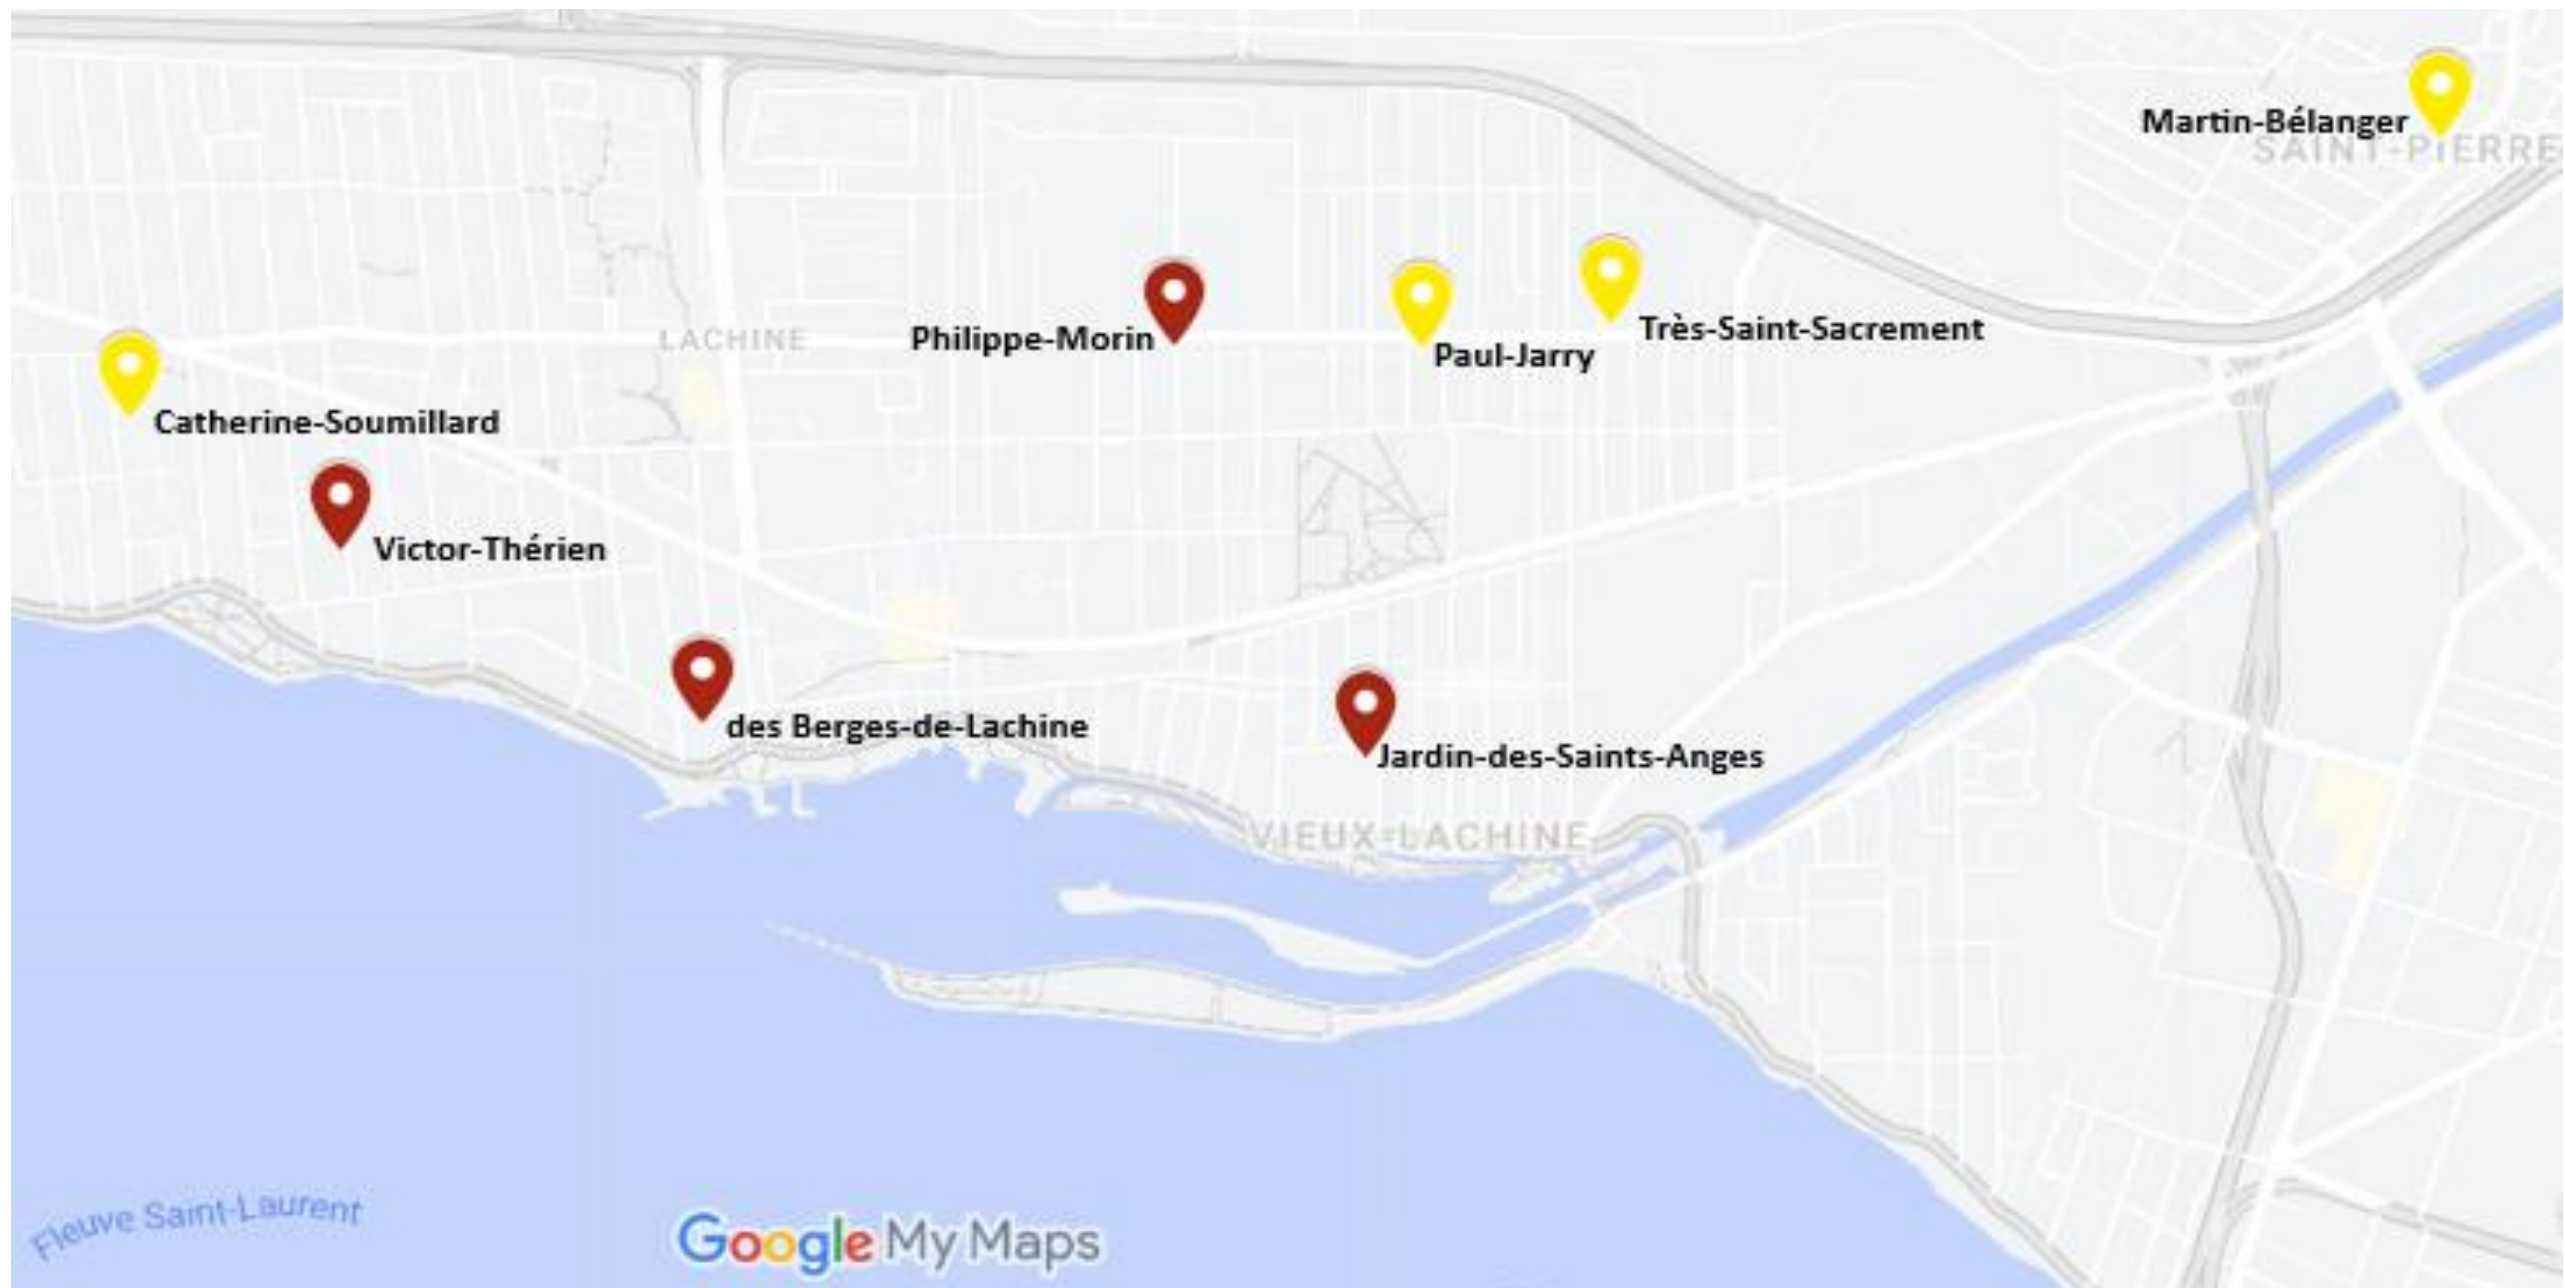 Martin-Bélanger
SAINT-PIERRE
Très-Saint-Sacrement
Philippe-Morin
LACHINE
Paul-Jarry
Catherine-Soumillard
Victor-Thérien
des Berges-de-Lachine
Jardin-des-Saints-Anges
VIEUX-LACHINE
Fleuve Saint-Laurent
Google My Maps